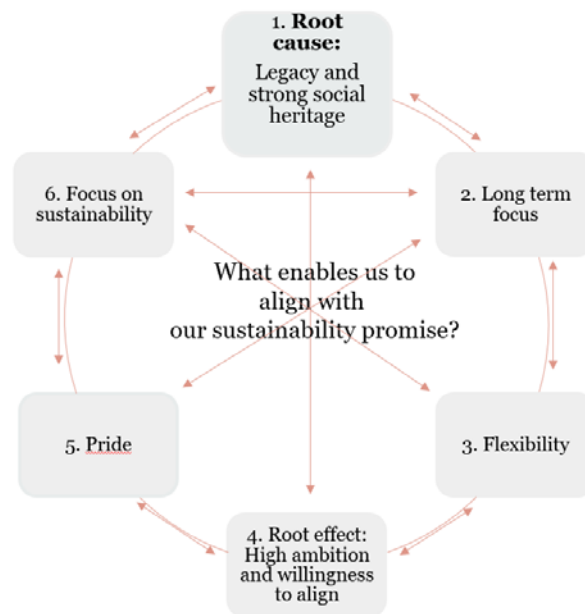 1. Root
cause:
Legacy and
strong social
heritage
6. Focus on
sustainability
2. Long term
focus
What enables us to
align with
our sustainability promise?
5. Pride
3. Flexibility
4. Root effect:
High ambition
and willingness
to align